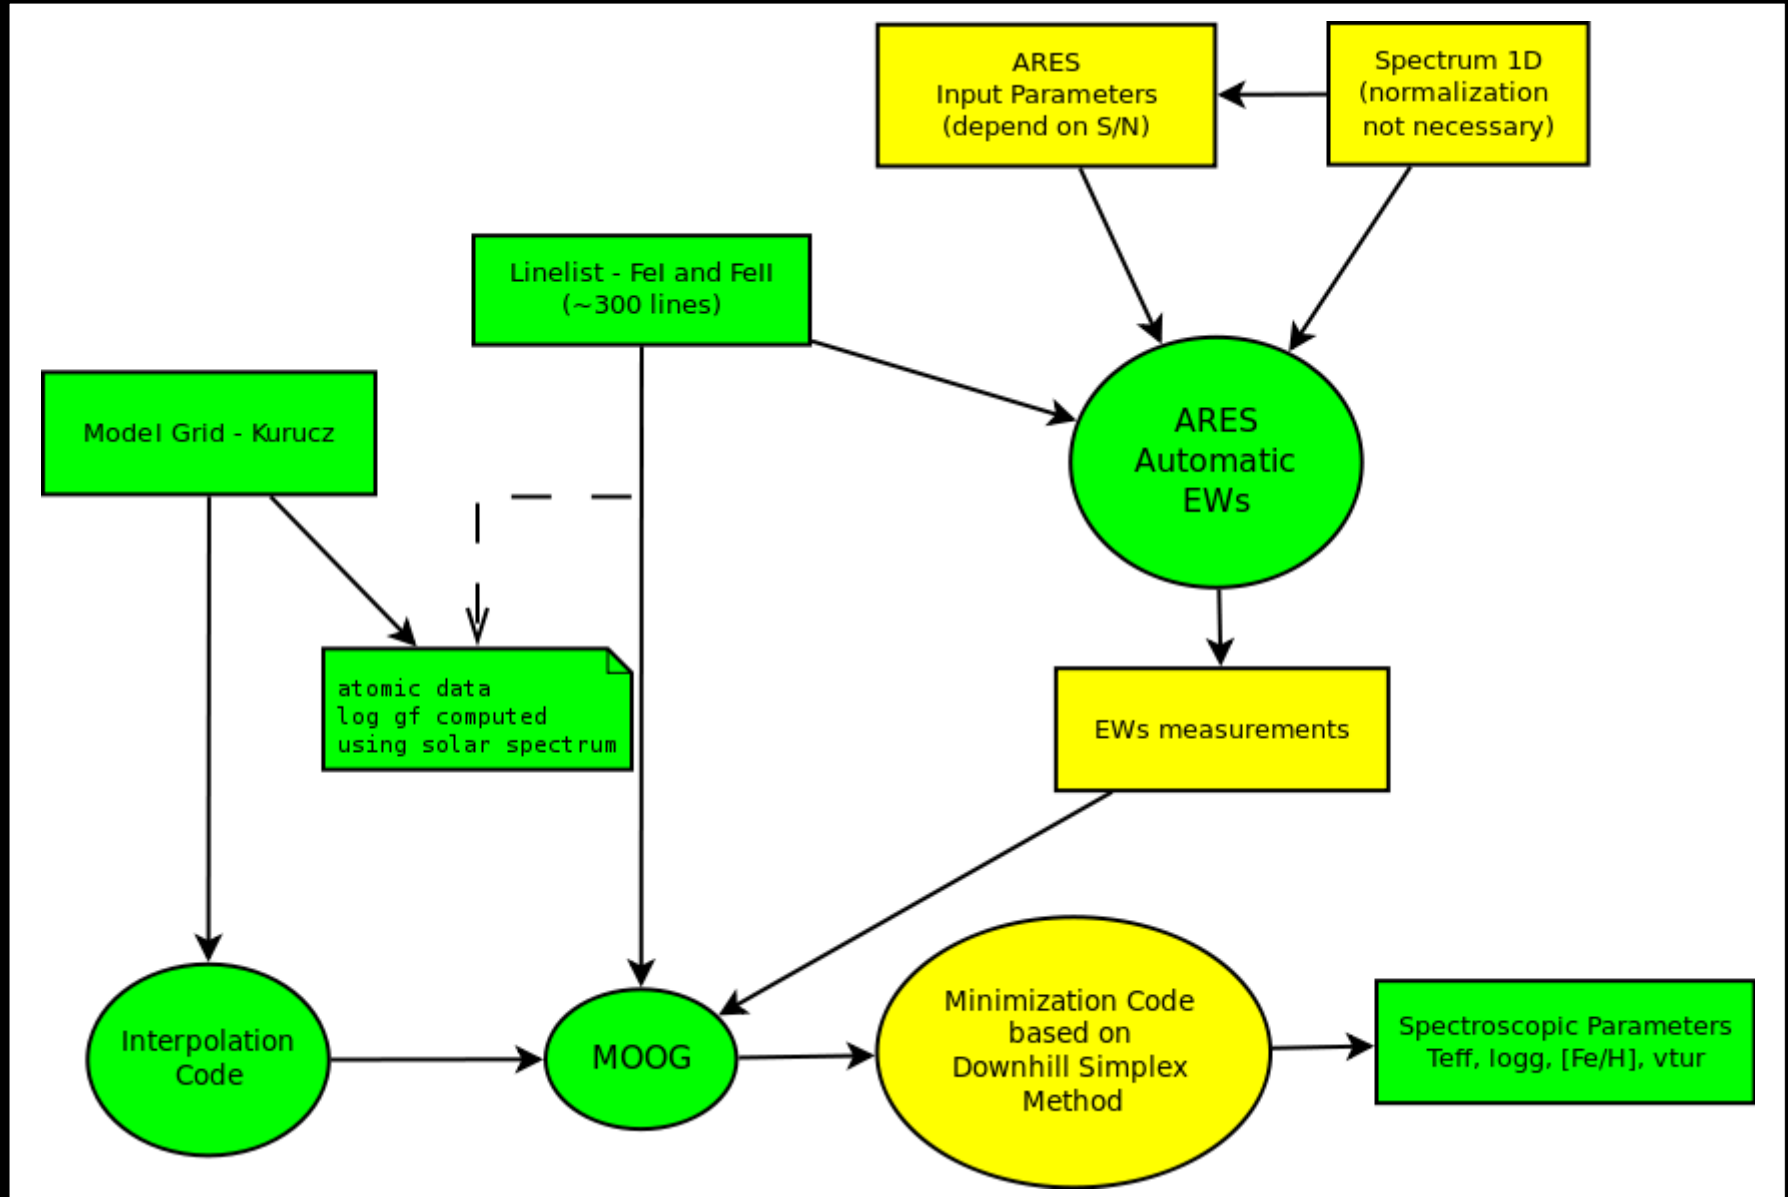 ARES
Input Parameters
(depend on S/N)
Spectrum 1D
(normalization
not necessary)
Linelist - FeI and FeII
(~300 lines)
Model Grid - Kurucz
ARES
Automatic
EWs
atomic data
log gf computed
using solar spectrum
EWs measurements
Interpolation
Code
MOOG
Minimization Code
based on
Downhill Simplex
Method
Spectroscopic Parameters
Teff, logg, [Fe/H], vtur